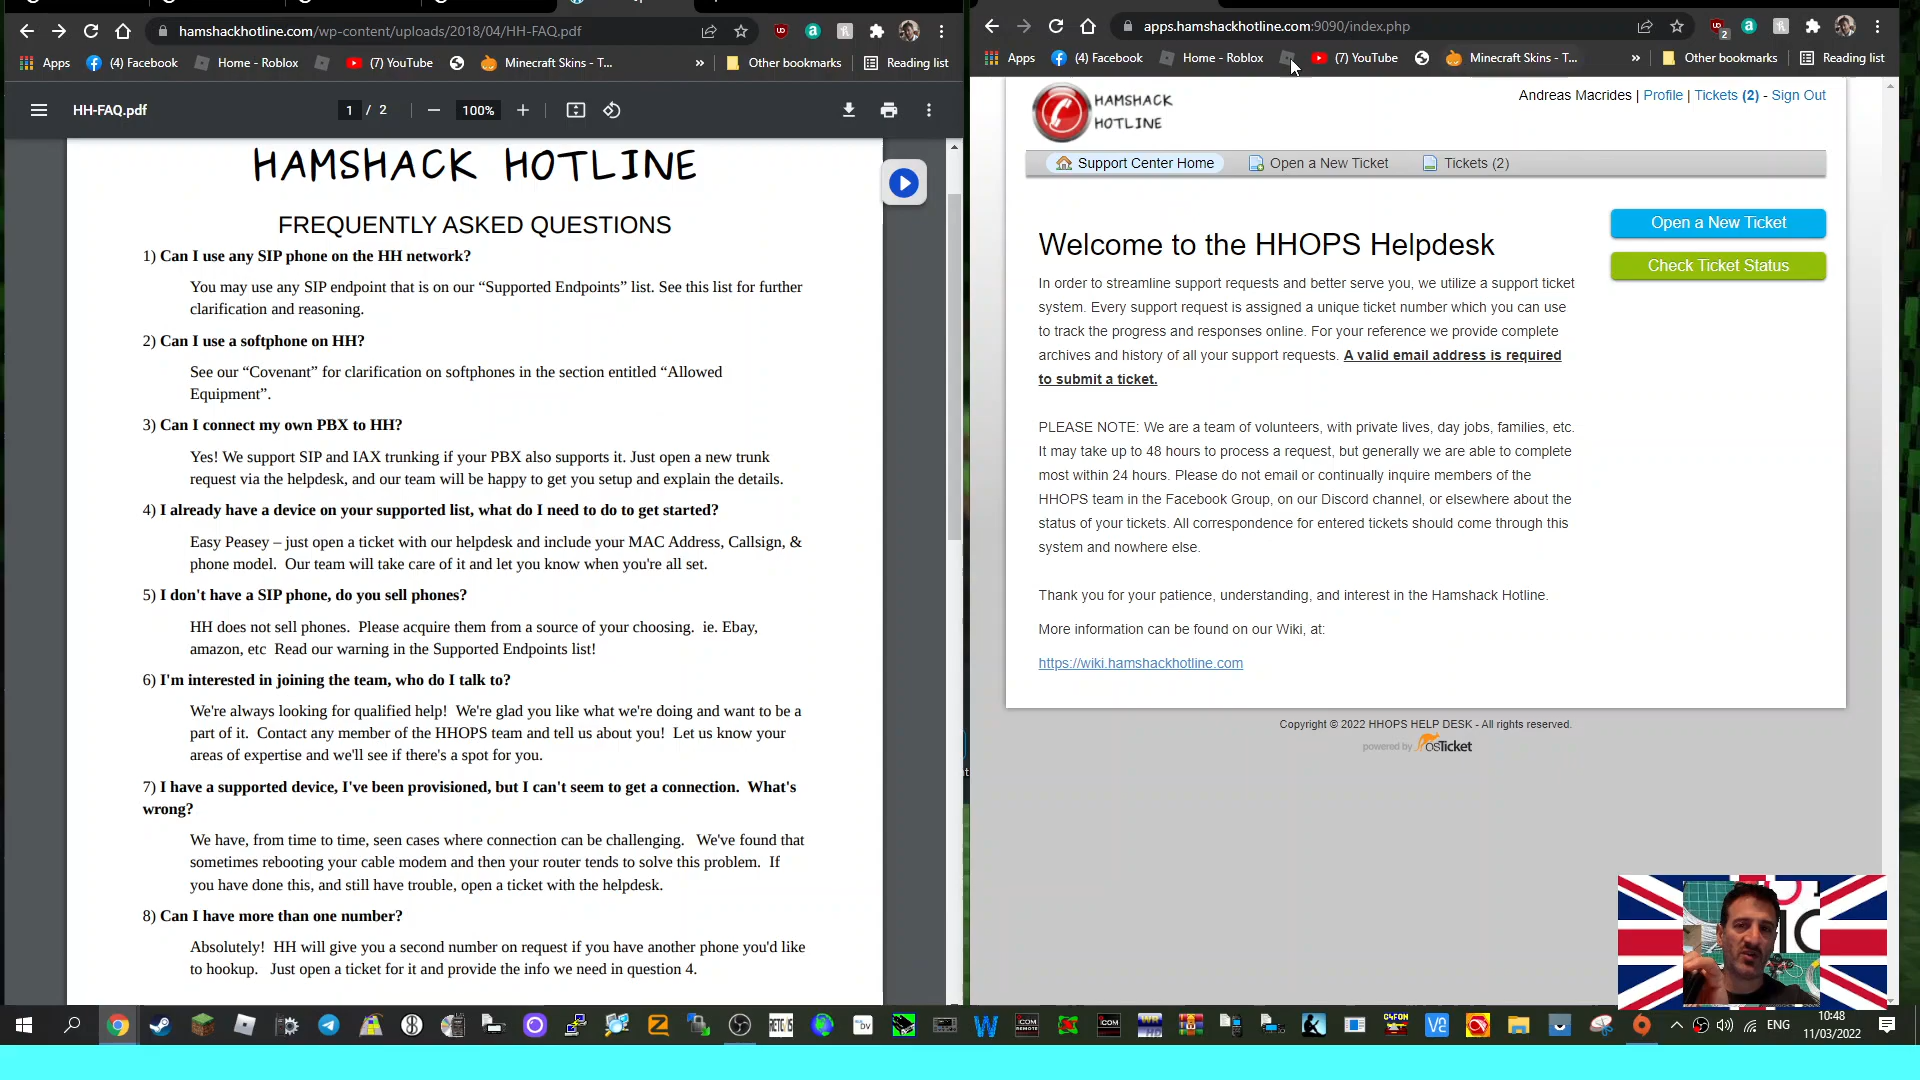 hamshackhotline.com/wp-content/uploads/2018/04/HH-FAQ.pdf
Apps
(4) Facebook
Home - Roblox
(7) YouTube
Minecraft Skins - T...
»
Other bookmarks
Reading list
HH-FAQ.pdf
1 / 2
100%
HAMSHACK HOTLINE
FREQUENTLY ASKED QUESTIONS
1) Can I use any SIP phone on the HH network?
You may use any SIP endpoint that is on our “Supported Endpoints” list. See this list for further
clarification and reasoning.
2) Can I use a softphone on HH?
See our “Covenant” for clarification on softphones in the section entitled “Allowed
Equipment”.
3) Can I connect my own PBX to HH?
Yes! We support SIP and IAX trunking if your PBX also supports it. Just open a new trunk
request via the helpdesk, and our team will be happy to get you setup and explain the details.
4) I already have a device on your supported list, what do I need to do to get started?
Easy Peasey – just open a ticket with our helpdesk and include your MAC Address, Callsign, &
phone model. Our team will take care of it and let you know when you're all set.
5) I don't have a SIP phone, do you sell phones?
HH does not sell phones. Please acquire them from a source of your choosing. ie. Ebay,
amazon, etc Read our warning in the Supported Endpoints list!
6) I'm interested in joining the team, who do I talk to?
We're always looking for qualified help! We're glad you like what we're doing and want to be a
part of it. Contact any member of the HHOPS team and tell us about you! Let us know your
areas of expertise and we'll see if there's a spot for you.
7) I have a supported device, I've been provisioned, but I can't seem to get a connection. What's
wrong?
We have, from time to time, seen cases where connection can be challenging. We've found that
sometimes rebooting your cable modem and then your router tends to solve this problem. If
you have done this, and still have trouble, open a ticket with the helpdesk.
8) Can I have more than one number?
Absolutely! HH will give you a second number on request if you have another phone you'd like
to hookup. Just open a ticket for it and provide the info we need in question 4.
apps.hamshackhotline.com:9090/index.php
2
Apps
(4) Facebook
Home - Roblox
(7) YouTube
Minecraft Skins - T...
»
Other bookmarks
Reading list
HAMSHACK
HOTLINE
Andreas Macrides | Profile | Tickets (2) - Sign Out
Support Center Home
Open a New Ticket
Tickets (2)
Open a New Ticket
Check Ticket Status
Welcome to the HHOPS Helpdesk
In order to streamline support requests and better serve you, we utilize a support ticket
system. Every support request is assigned a unique ticket number which you can use
to track the progress and responses online. For your reference we provide complete
archives and history of all your support requests. A valid email address is required
to submit a ticket.
PLEASE NOTE: We are a team of volunteers, with private lives, day jobs, families, etc.
It may take up to 48 hours to process a request, but generally we are able to complete
most within 24 hours. Please do not email or continually inquire members of the
HHOPS team in the Facebook Group, on our Discord channel, or elsewhere about the
status of your tickets. All correspondence for entered tickets should come through this
system and nowhere else.
Thank you for your patience, understanding, and interest in the Hamshack Hotline.
More information can be found on our Wiki, at:
https://wiki.hamshackhotline.com
Copyright © 2022 HHOPS HELP DESK - All rights reserved.
powered by osTicket
ENG
10:48
11/03/2022